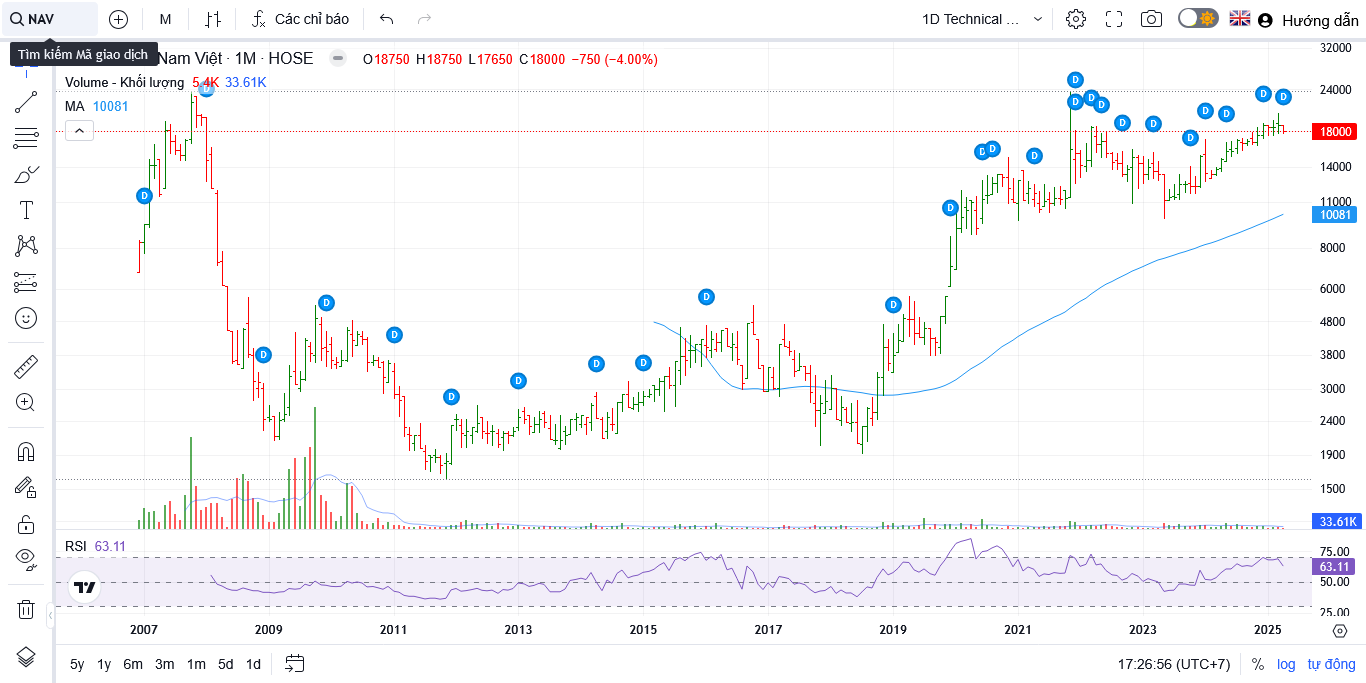 NAV
M
Các chỉ báo
1D Technical ...
Hướng dẫn
Tìm kiếm Mã giao dịch
Nam Việt · 1M · HOSE
O18750 H18750 L17650 C18000 −750 (−4.00%)
Volume - Khối lượng 5.4K 33.61K
MA 10081
D D D D D D D D D D D D D D D D D D D D D D D D D D
32000
24000
18000
14000
11000
10081
8000
6000
4800
3800
3000
2400
1900
1500
33.61K
RSI 63.11
75.00
63.11
50.00
25.00
2007 2009 2011 2013 2015 2017 2019 2021 2023 2025
5y 1y 6m 3m 1m 5d 1d
17:26:56 (UTC+7) % log tự động